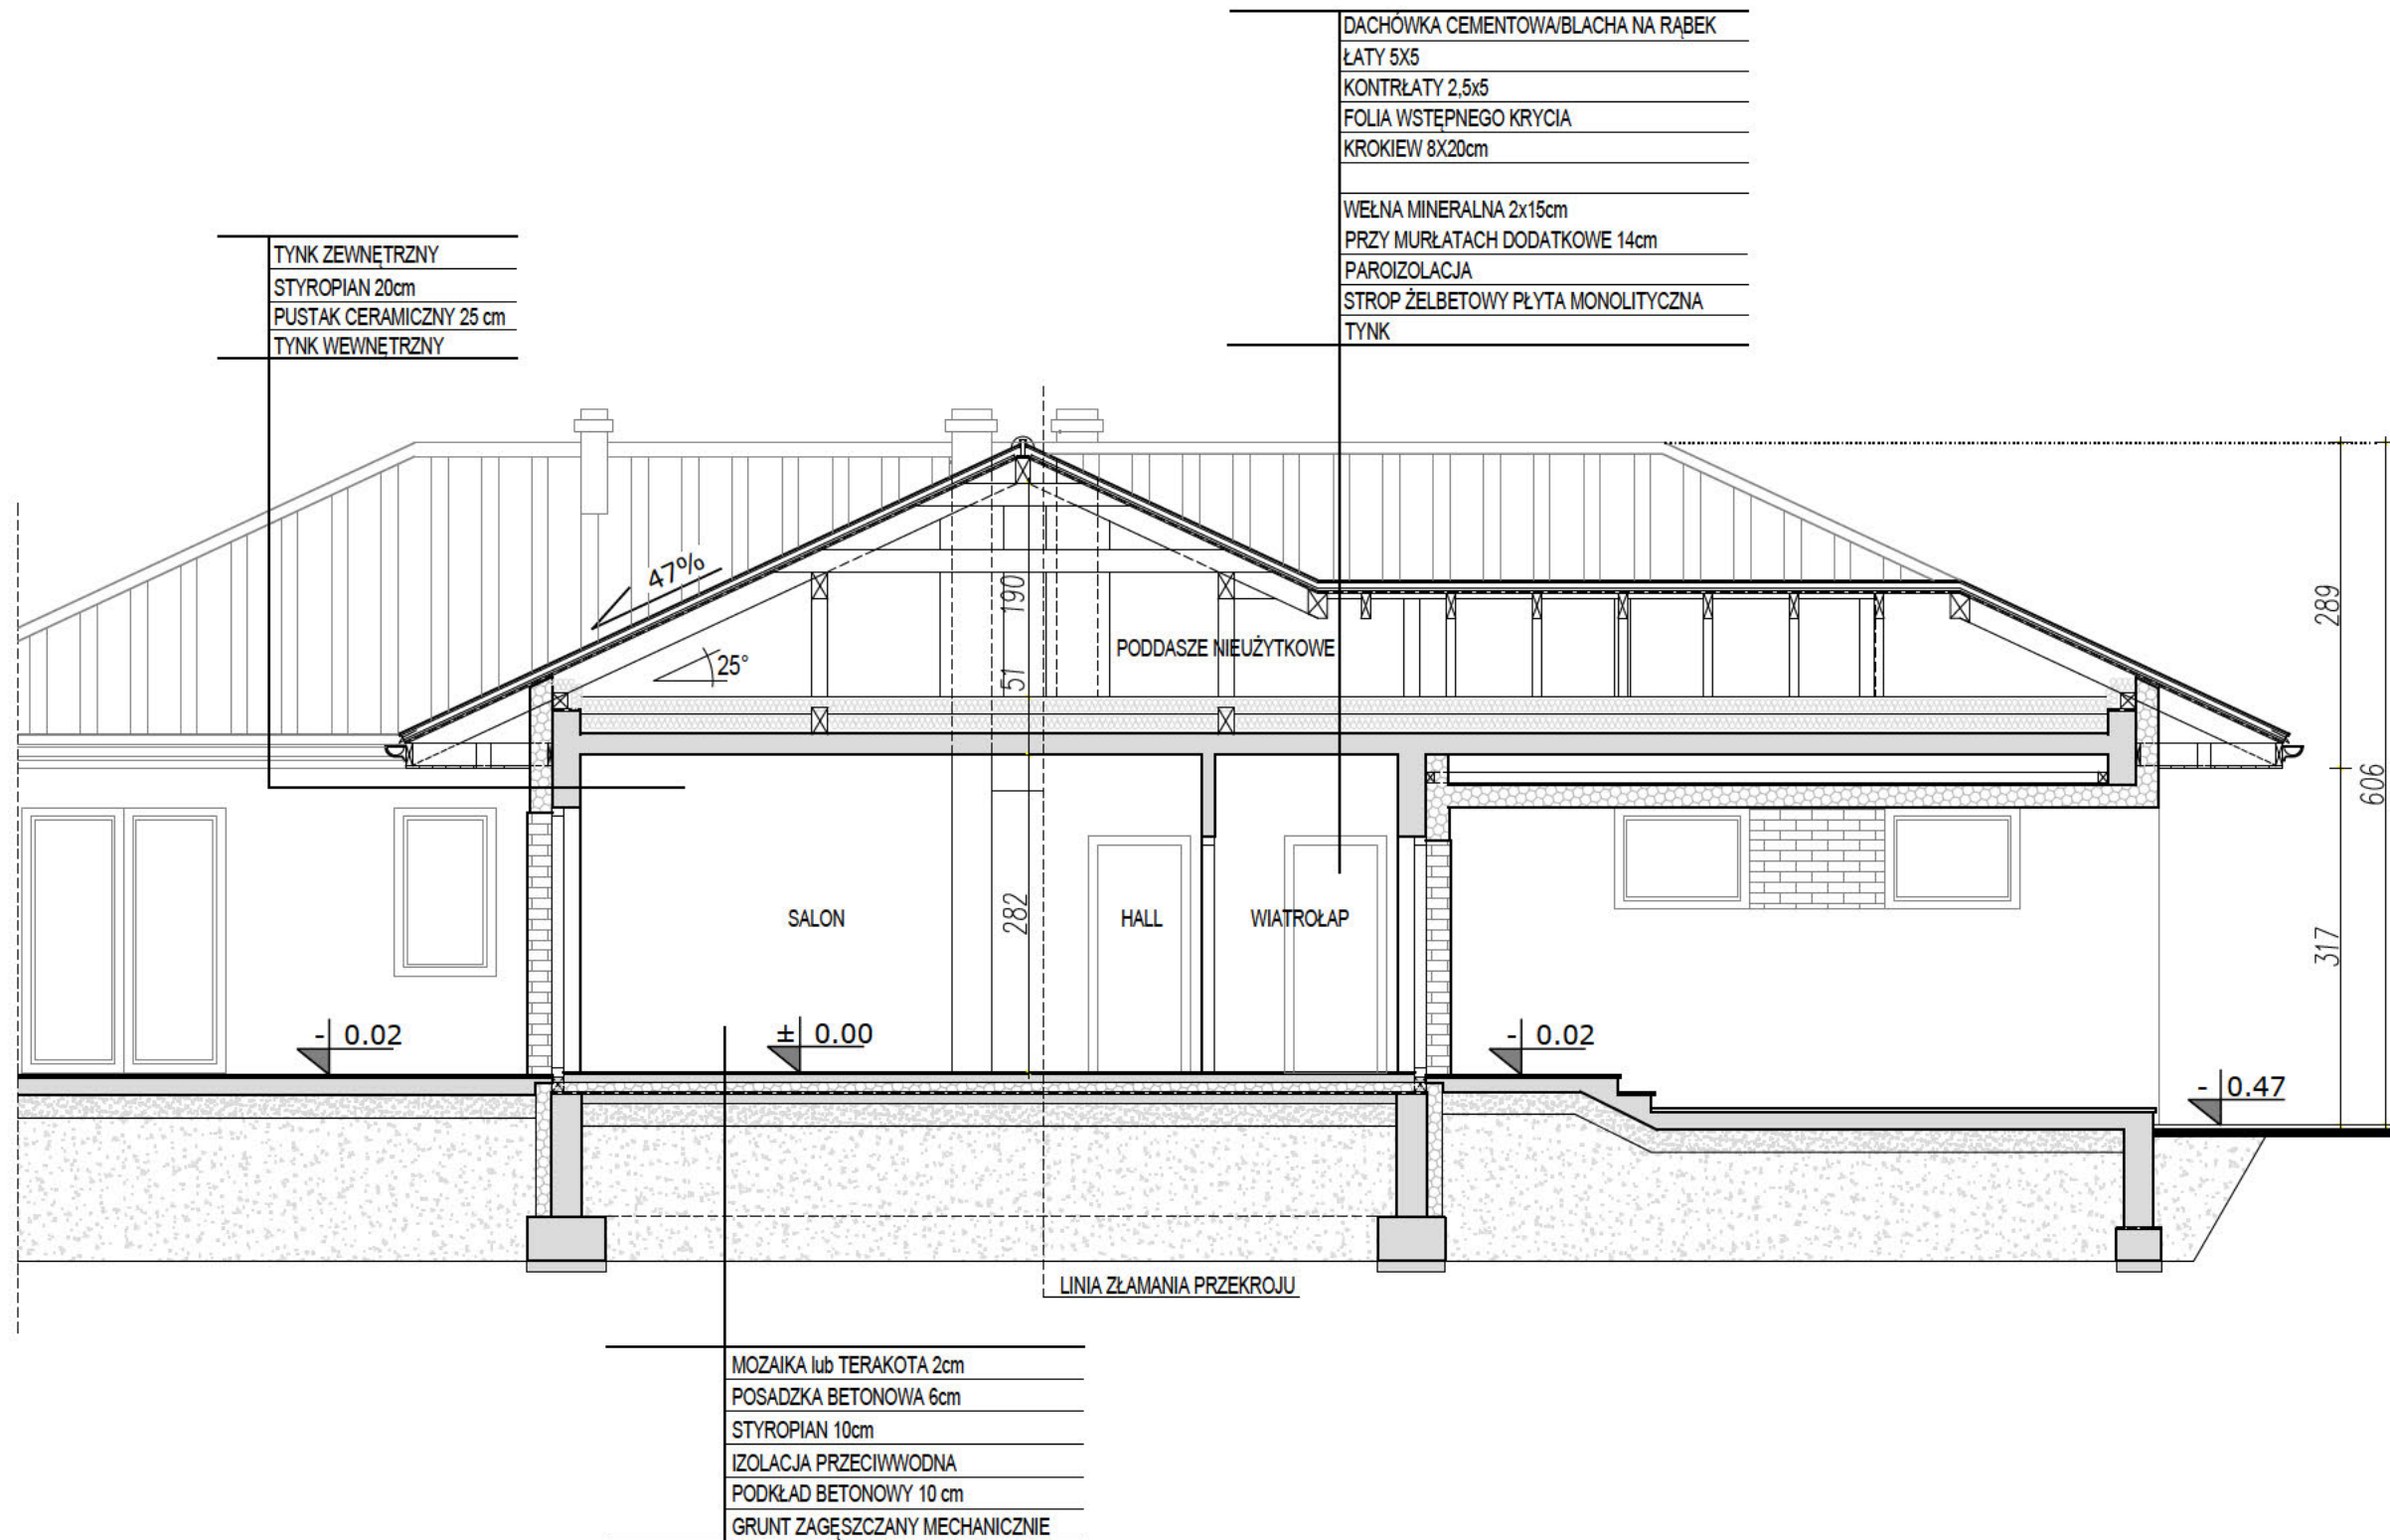 DACHÓWKA CEMENTOWA/BLACHA NA RĄBEK
ŁATY 5X5
KONTRŁATY 2,5x5
FOLIA WSTĘPNEGO KRYCIA
KROKIEW 8X20cm
WEŁNA MINERALNA 2x15cm
PRZY MURŁATACH DODATKOWE 14cm
PAROIZOLACJA
STROP ŻELBETOWY PŁYTA MONOLITYCZNA
TYNK
TYNK ZEWNĘTRZNY
STYROPIAN 20cm
PUSTAK CERAMICZNY 25 cm
TYNK WEWNĘTRZNY
47%
25°
190
51
PODDASZE NIEUŻYTKOWE
289
606
317
282
SALON
HALL
WIATROŁAP
- 0.02
± 0.00
- 0.02
- 0.47
LINIA ZŁAMANIA PRZEKROJU
MOZAIKA lub TERAKOTA 2cm
POSADZKA BETONOWA 6cm
STYROPIAN 10cm
IZOLACJA PRZECIWWODNA
PODKŁAD BETONOWY 10 cm
GRUNT ZAGĘSZCZANY MECHANICZNIE